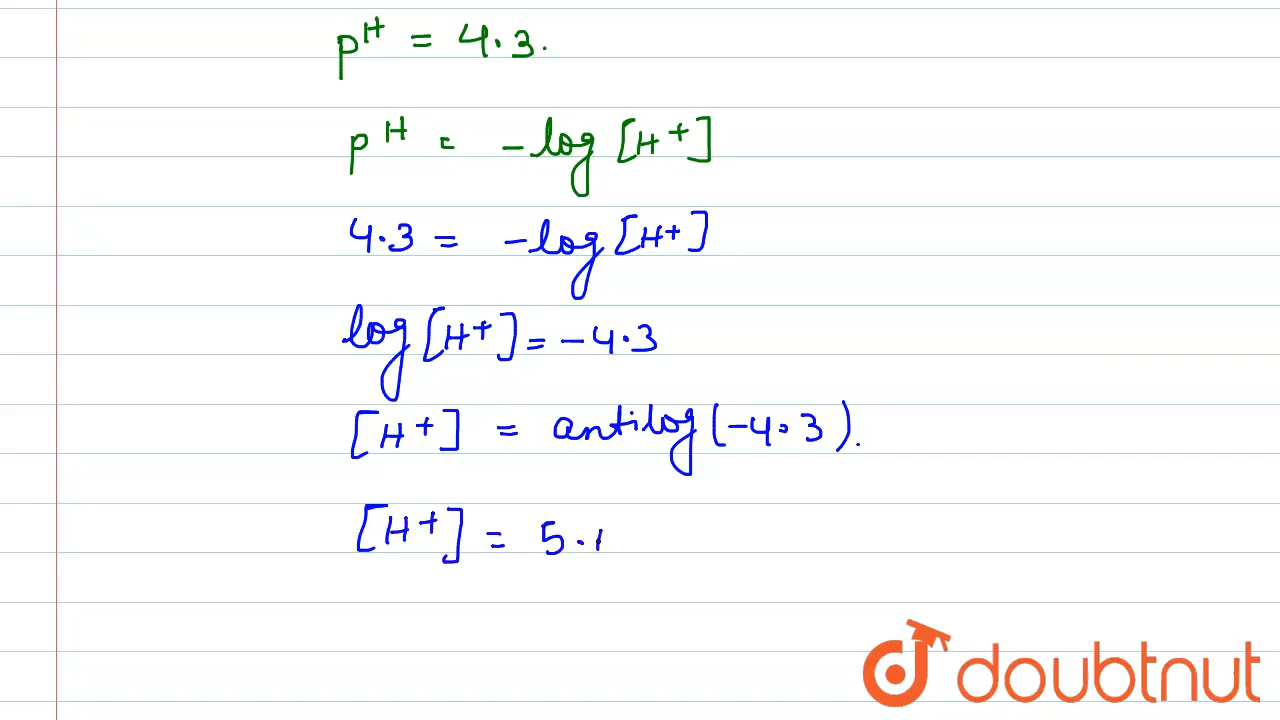 pH = 4.3.
pH = -log [H+]
4.3 = -log [H+]
log [H+] = -4.3
[H+] = antilog (-4.3).
[H+] = 5.1
doubtnut